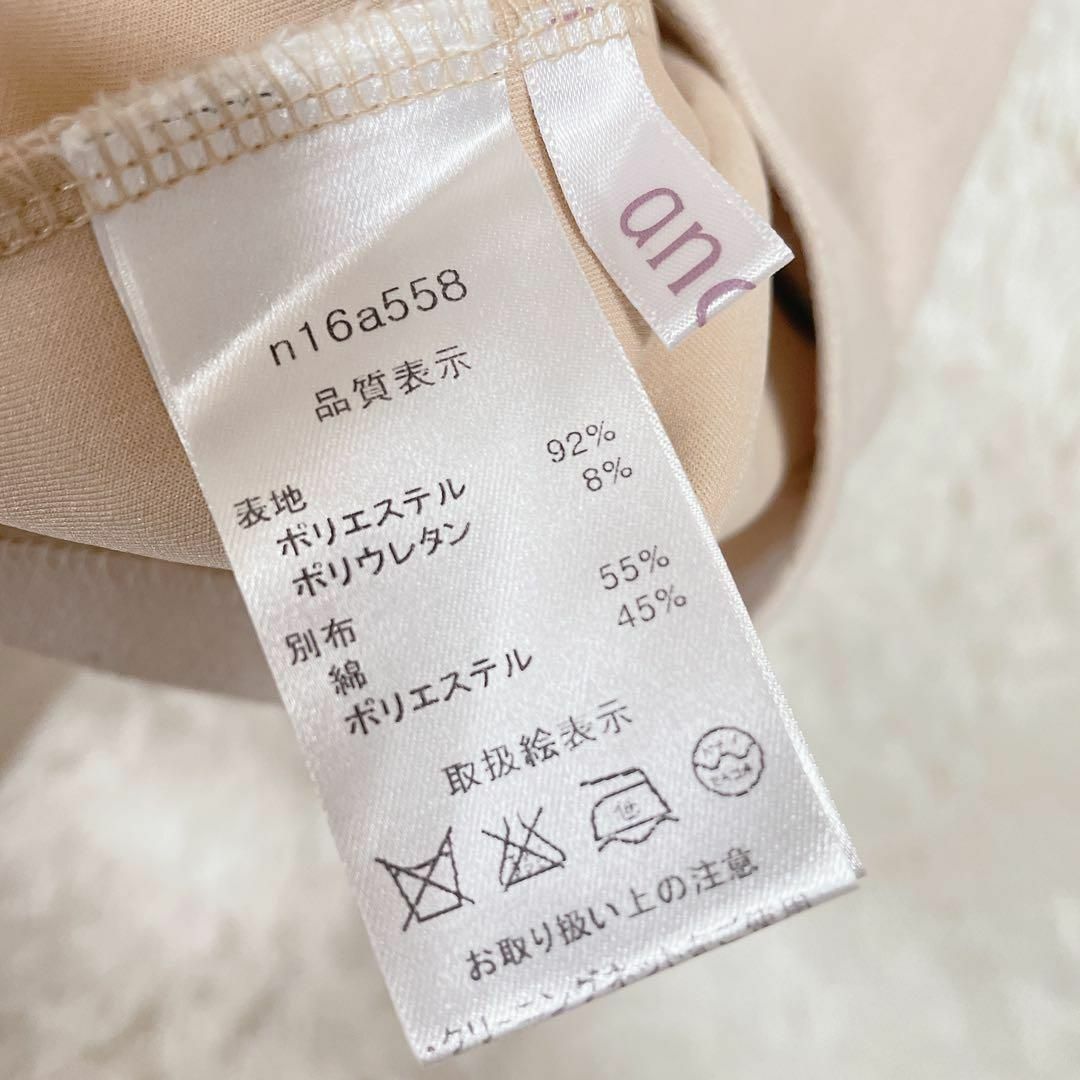 n16a558
品質表示
表地
ポリエステル 92%
ポリウレタン 8%
別布
綿 55%
ポリエステル 45%
取扱絵表示
低
お取り扱い上の注意
an